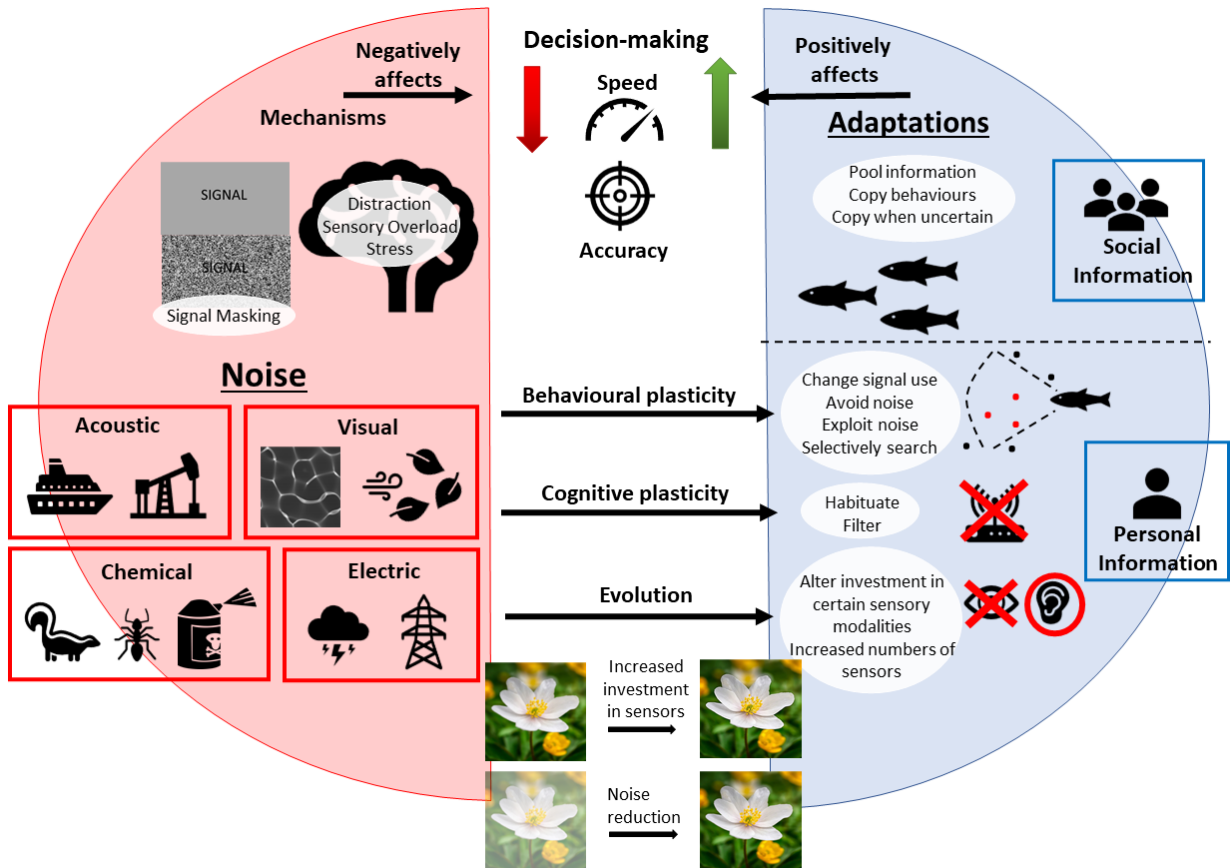 Negatively
affects
Mechanisms
SIGNAL
SIGNAL
Signal Masking
Distraction
Sensory Overload
Stress
Decision-making
Speed
Accuracy
Positively
affects
Adaptations
Pool information
Copy behaviours
Copy when uncertain
Social
Information
Noise
Acoustic
Visual
Chemical
Electric
Behavioural plasticity
Cognitive plasticity
Evolution
Change signal use
Avoid noise
Exploit noise
Selectively search
Habituate
Filter
Personal
Information
Alter investment in
certain sensory
modalities
Increased numbers of
sensors
Increased
investment
in sensors
Noise
reduction